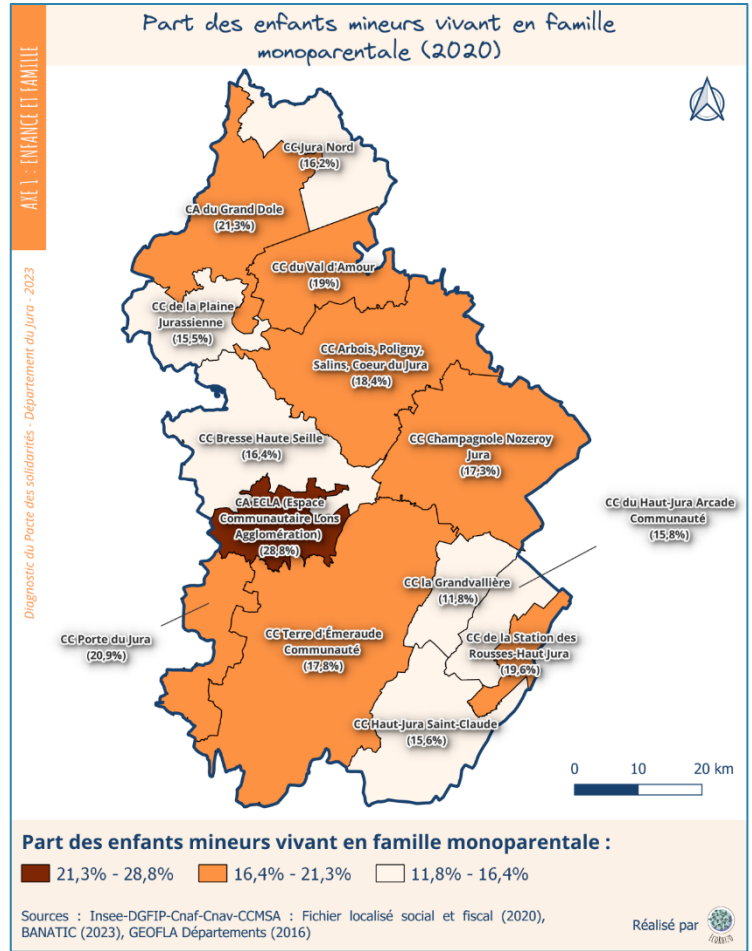 Part des enfants mineurs vivant en famille
monoparentale (2020)
AXE 1 : ENFANCE ET FAMILLE
Diagnostic du Pacte des solidarités - Département du Jura - 2023
CC Jura Nord
(16,2%)
CA du Grand Dole
(21,3%)
CC du Val d'Amour
(19%)
CC de la Plaine
Jurassienne
(15,5%)
CC Arbois, Poligny,
Salins, Coeur du Jura
(18,4%)
CC Bresse Haute Seille
(16,4%)
CC Champagnole Nozeroy
Jura
(17,3%)
CA ECLA (Espace
Communautaire Lons
Agglomération)
(28,8%)
CC du Haut-Jura Arcade
Communauté
(15,8%)
CC la Grandvallière
(11,8%)
CC Porte du Jura
(20,9%)
CC Terre d'Émeraude
Communauté
(17,8%)
CC de la Station des
Rousses-Haut Jura
(19,6%)
CC Haut-Jura Saint-Claude
(15,6%)
0 10 20 km
Part des enfants mineurs vivant en famille monoparentale :
21,3% - 28,8% 16,4% - 21,3% 11,8% - 16,4%
Sources : Insee-DGFIP-Cnaf-Cnav-CCMSA : Fichier localisé social et fiscal (2020),
BANATIC (2023), GEOFLA Départements (2016)
Réalisé par